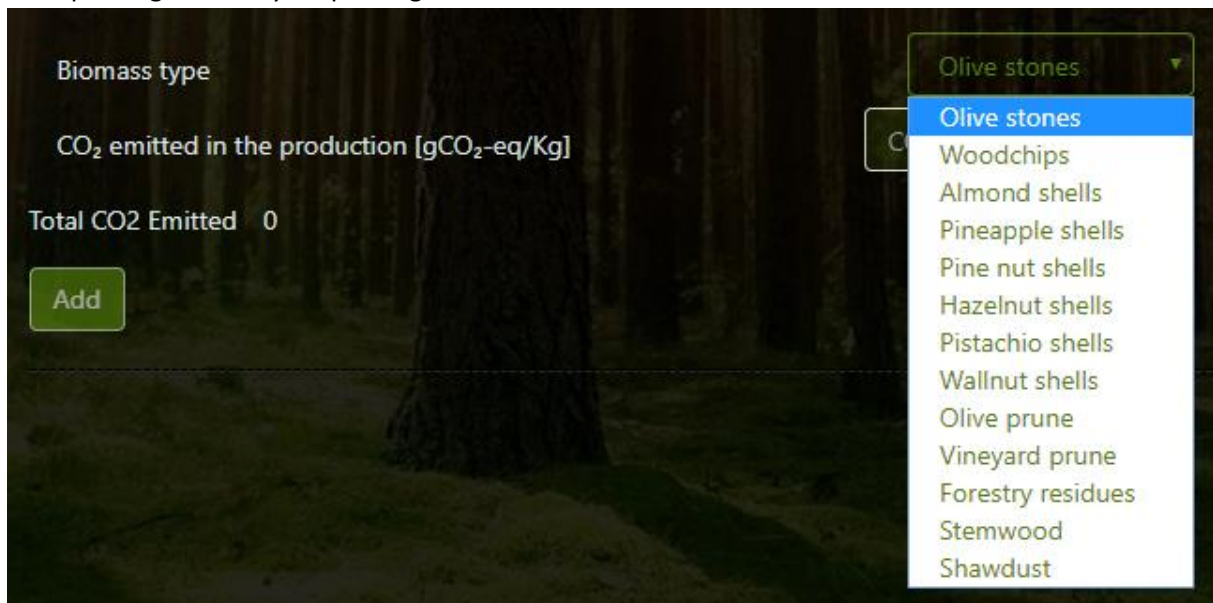 Biomass type
Olive stones
Olive stones
CO₂ emitted in the production [gCO₂-eq/Kg]
Woodchips
Almond shells
Total CO2 Emitted 0
Pineapple shells
Pine nut shells
Add
Hazelnut shells
Pistachio shells
Wallnut shells
Olive prune
Vineyard prune
Forestry residues
Stemwood
Shawdust